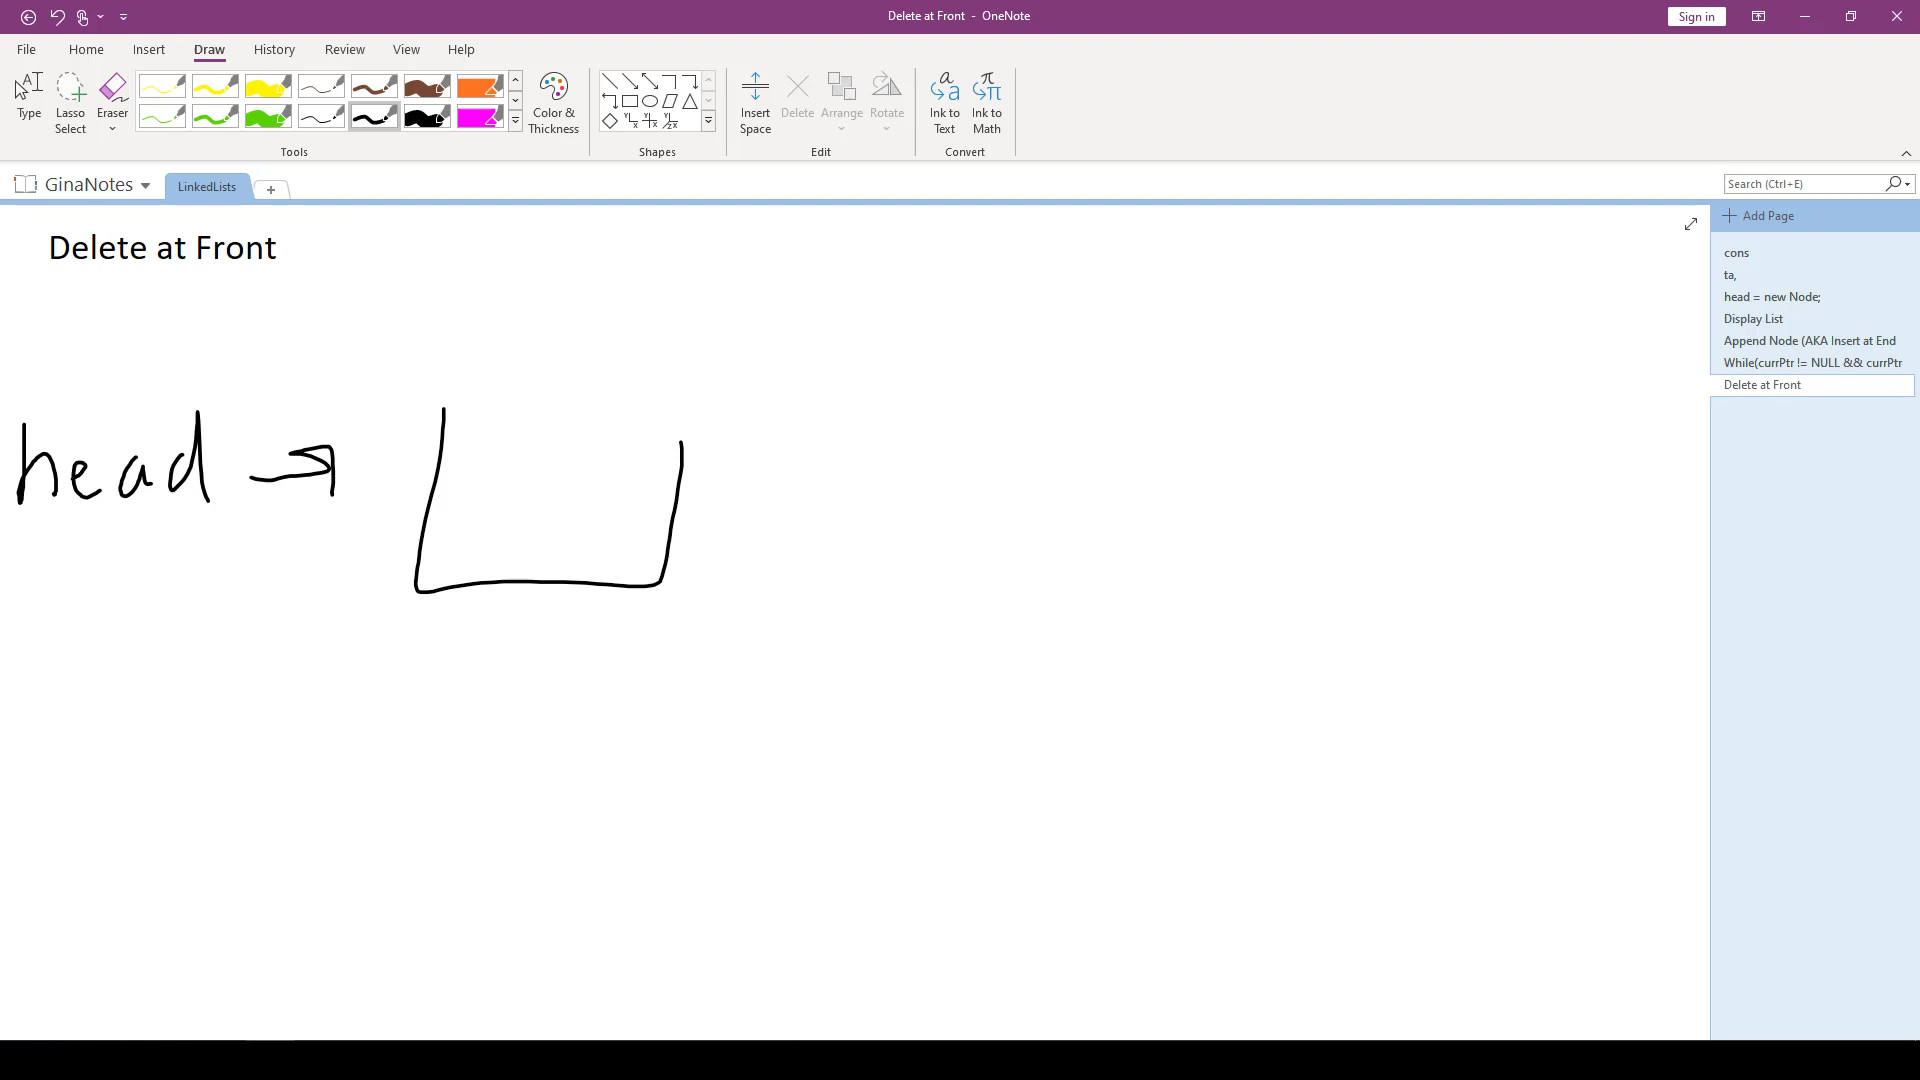 Delete at Front - OneNote
Sign in
File Home Insert Draw History Review View Help
Type
Lasso Select
Eraser
Color & Thickness
Insert Space
Delete
Arrange
Rotate
Ink to Text
Ink to Math
Tools
Shapes
Edit
Convert
GinaNotes
LinkedLists
Search (Ctrl+E)
Add Page
cons
ta,
head = new Node;
Display List
Append Node (AKA Insert at End
While(currPtr != NULL && currPtr
Delete at Front
Delete at Front
head